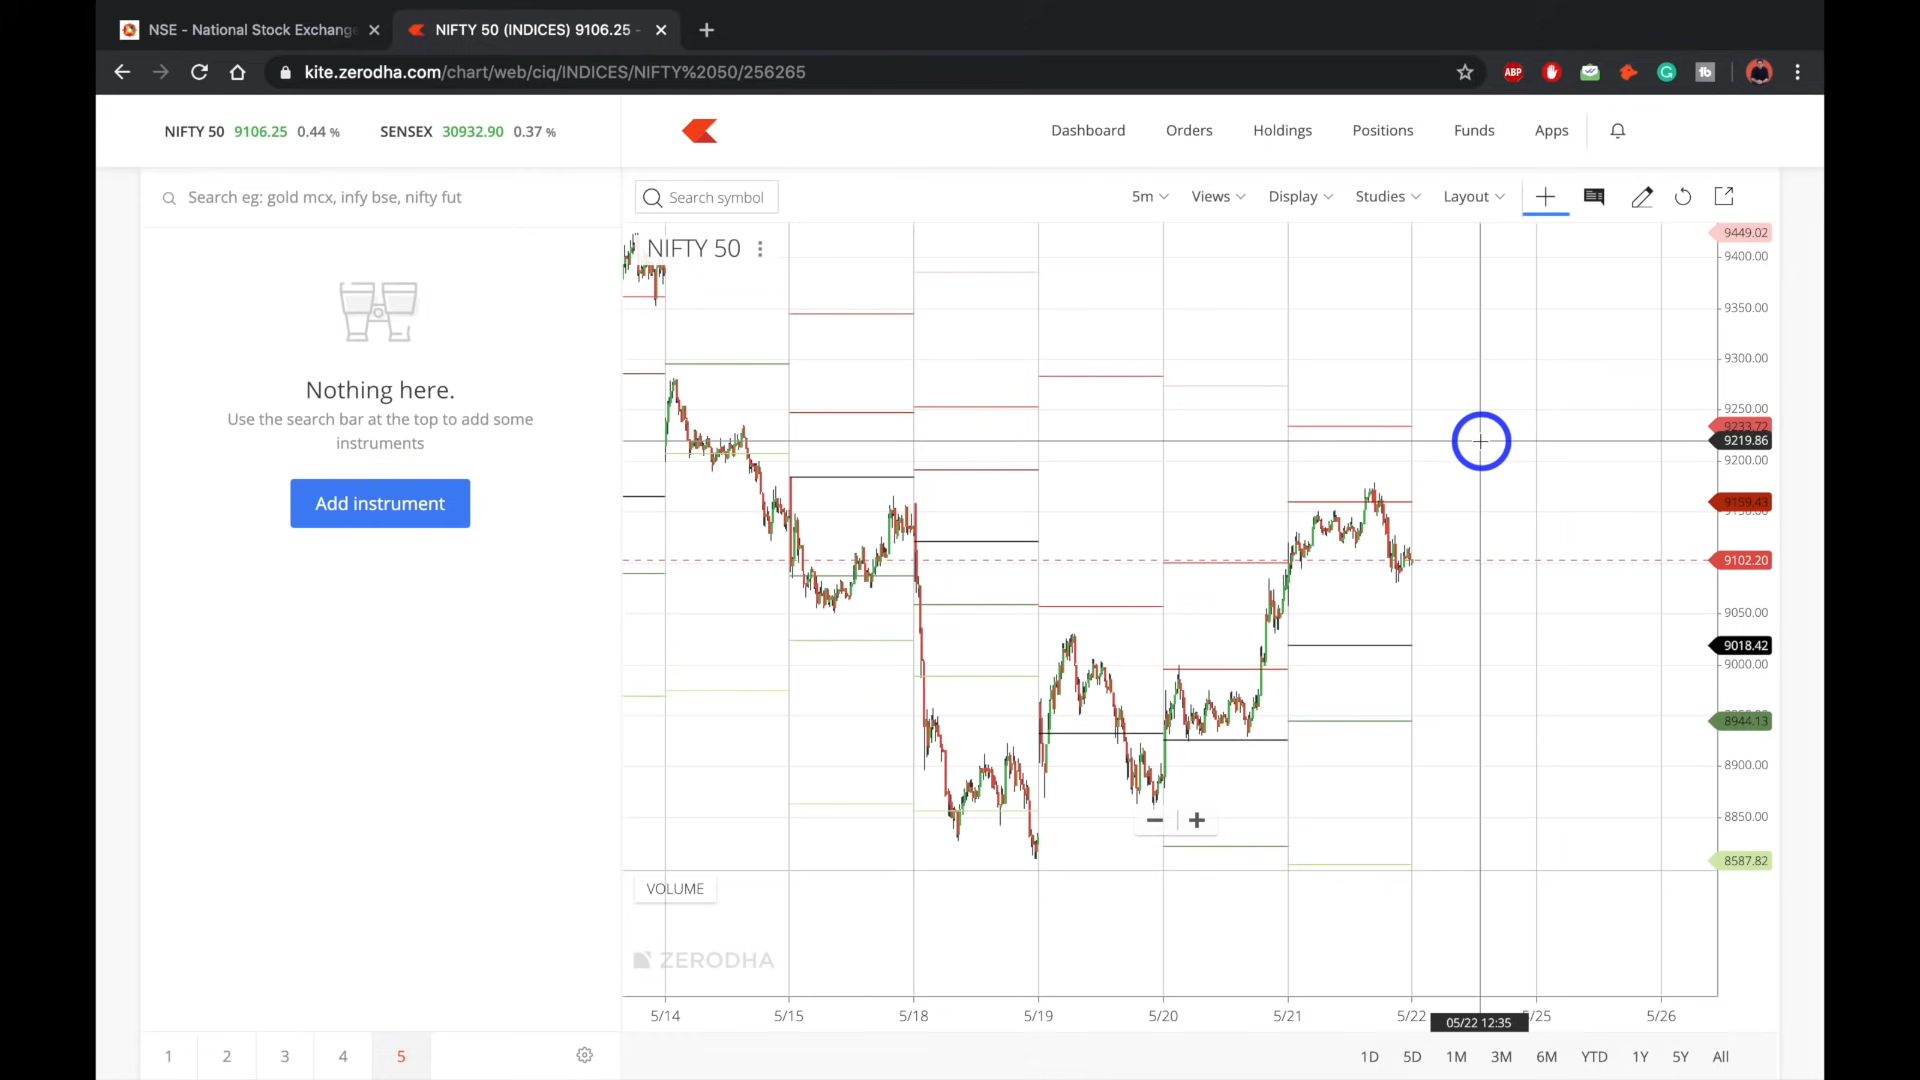 NSE - National Stock Exchange
NIFTY 50 (INDICES) 9106.25 -
kite.zerodha.com/chart/web/ciq/INDICES/NIFTY%2050/256265
ABP
NIFTY 50 9106.25 0.44 %
SENSEX 30932.90 0.37 %
Dashboard
Orders
Holdings
Positions
Funds
Apps
Search eg: gold mcx, infy bse, nifty fut
Search symbol
5m
Views
Display
Studies
Layout
NIFTY 50
Nothing here.
Use the search bar at the top to add some
instruments
Add instrument
9449.02
9400.00
9350.00
9300.00
9250.00
9233.72
9219.86
9200.00
9159.43
9102.20
9050.00
9018.42
9000.00
8944.13
8900.00
8850.00
8587.82
VOLUME
ZERODHA
5/14 5/15 5/18 5/19 5/20 5/21 5/22 05/22 12:35 5/25 5/26
1 2 3 4 5
1D 5D 1M 3M 6M YTD 1Y 5Y All